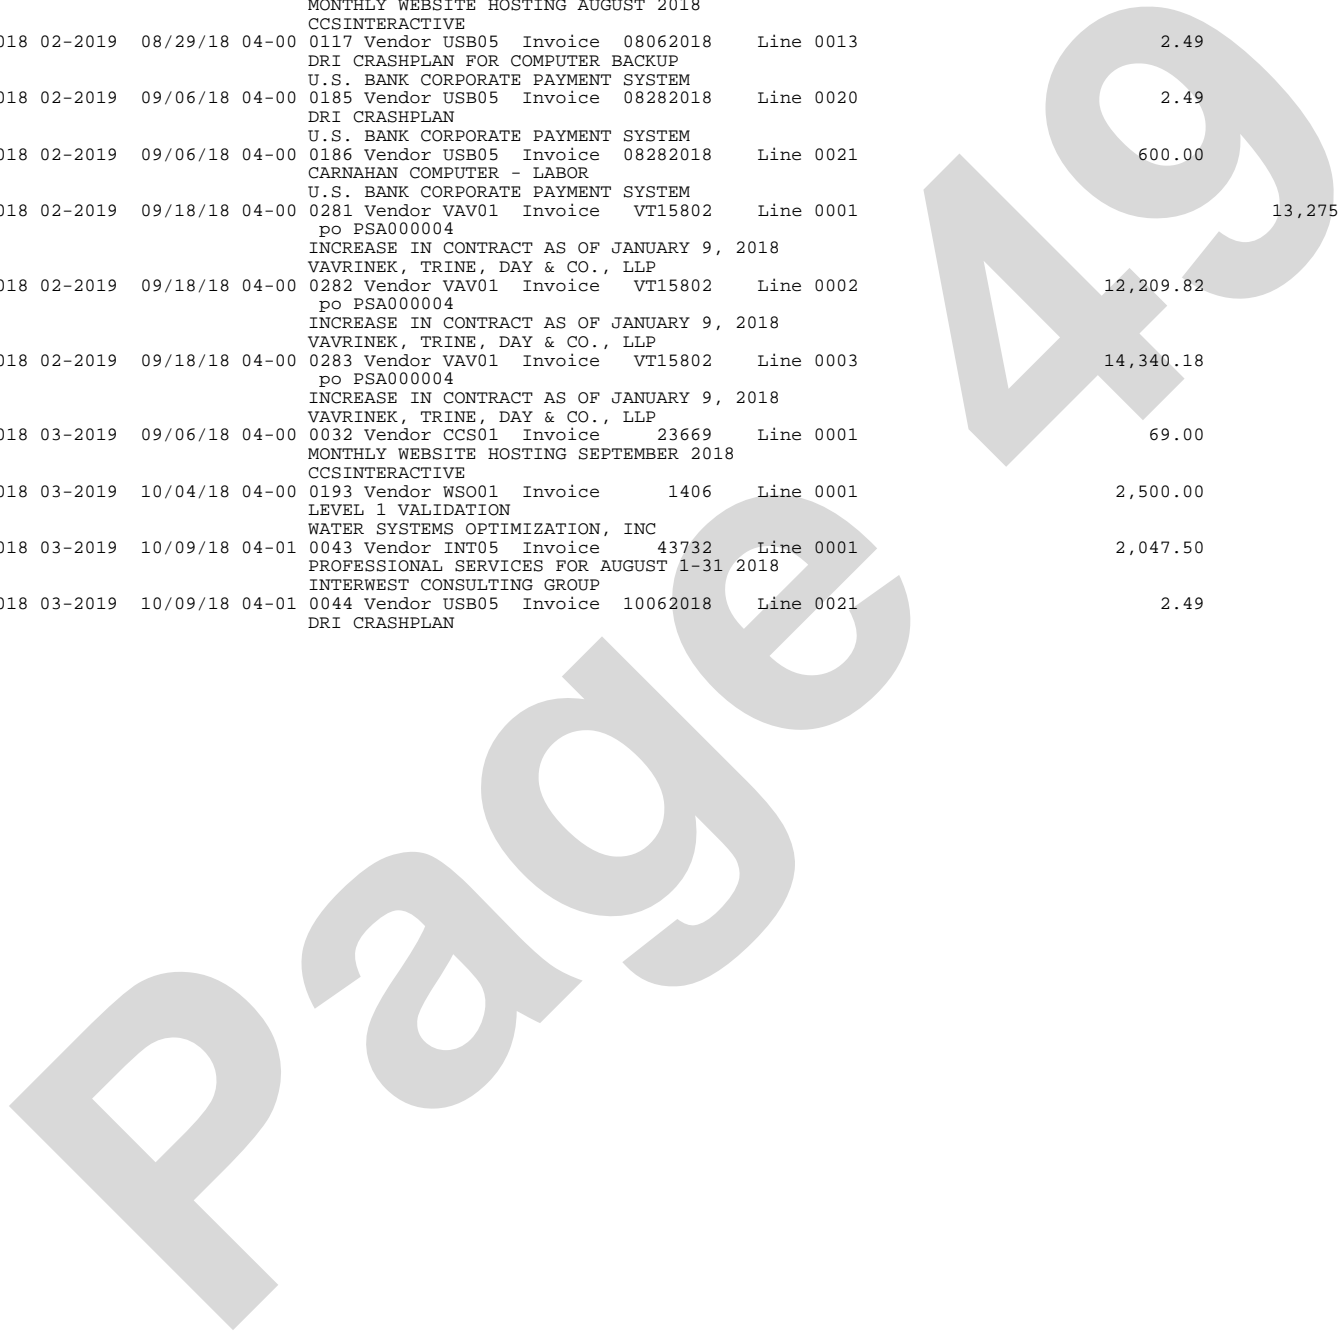 MONTHLY WEBSITE HOSTING AUGUST 2018
CCSINTERACTIVE
018 02-2019 08/29/18 04-00 0117 Vendor USB05 Invoice 08062018 Line 0013 2.49
DRI CRASHPLAN FOR COMPUTER BACKUP
U.S. BANK CORPORATE PAYMENT SYSTEM
018 02-2019 09/06/18 04-00 0185 Vendor USB05 Invoice 08282018 Line 0020 2.49
DRI CRASHPLAN
U.S. BANK CORPORATE PAYMENT SYSTEM
018 02-2019 09/06/18 04-00 0186 Vendor USB05 Invoice 08282018 Line 0021 600.00
CARNAHAN COMPUTER - LABOR
U.S. BANK CORPORATE PAYMENT SYSTEM
018 02-2019 09/18/18 04-00 0281 Vendor VAV01 Invoice VT15802 Line 0001 13,275
po PSA000004
INCREASE IN CONTRACT AS OF JANUARY 9, 2018
VAVRINEK, TRINE, DAY & CO., LLP
018 02-2019 09/18/18 04-00 0282 Vendor VAV01 Invoice VT15802 Line 0002 12,209.82
po PSA000004
INCREASE IN CONTRACT AS OF JANUARY 9, 2018
VAVRINEK, TRINE, DAY & CO., LLP
018 02-2019 09/18/18 04-00 0283 Vendor VAV01 Invoice VT15802 Line 0003 14,340.18
po PSA000004
INCREASE IN CONTRACT AS OF JANUARY 9, 2018
VAVRINEK, TRINE, DAY & CO., LLP
018 03-2019 09/06/18 04-00 0032 Vendor CCS01 Invoice 23669 Line 0001 69.00
MONTHLY WEBSITE HOSTING SEPTEMBER 2018
CCSINTERACTIVE
018 03-2019 10/04/18 04-00 0193 Vendor WSO01 Invoice 1406 Line 0001 2,500.00
LEVEL 1 VALIDATION
WATER SYSTEMS OPTIMIZATION, INC
018 03-2019 10/09/18 04-01 0043 Vendor INT05 Invoice 43732 Line 0001 2,047.50
PROFESSIONAL SERVICES FOR AUGUST 1-31 2018
INTERWEST CONSULTING GROUP
018 03-2019 10/09/18 04-01 0044 Vendor USB05 Invoice 10062018 Line 0021 2.49
DRI CRASHPLAN
Page 49